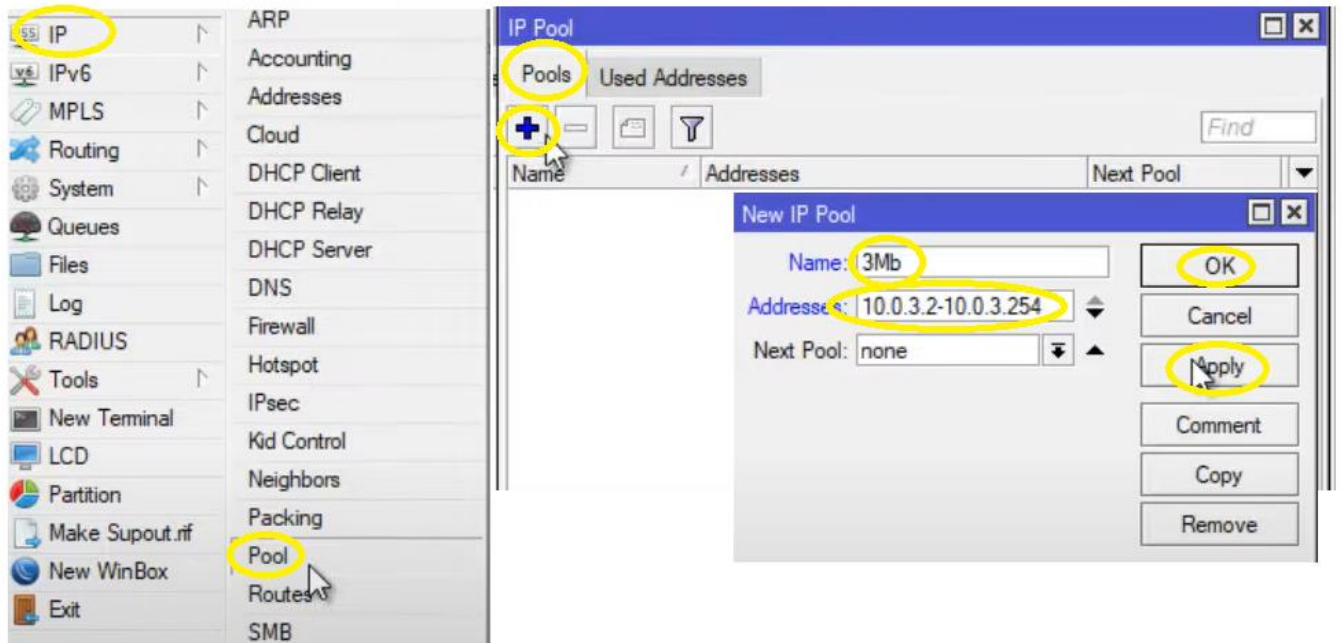 IP
IPv6
MPLS
Routing
System
Queues
Files
Log
RADIUS
Tools
New Terminal
LCD
Partition
Make Supout.rif
New WinBox
Exit
ARP
Accounting
Addresses
Cloud
DHCP Client
DHCP Relay
DHCP Server
DNS
Firewall
Hotspot
IPsec
Kid Control
Neighbors
Packing
Pool
Routes
SMB
IP Pool
Pools Used Addresses
Find
Name Addresses Next Pool
New IP Pool
Name: 3Mb
Addresses: 10.0.3.2-10.0.3.254
Next Pool: none
OK
Cancel
Apply
Comment
Copy
Remove